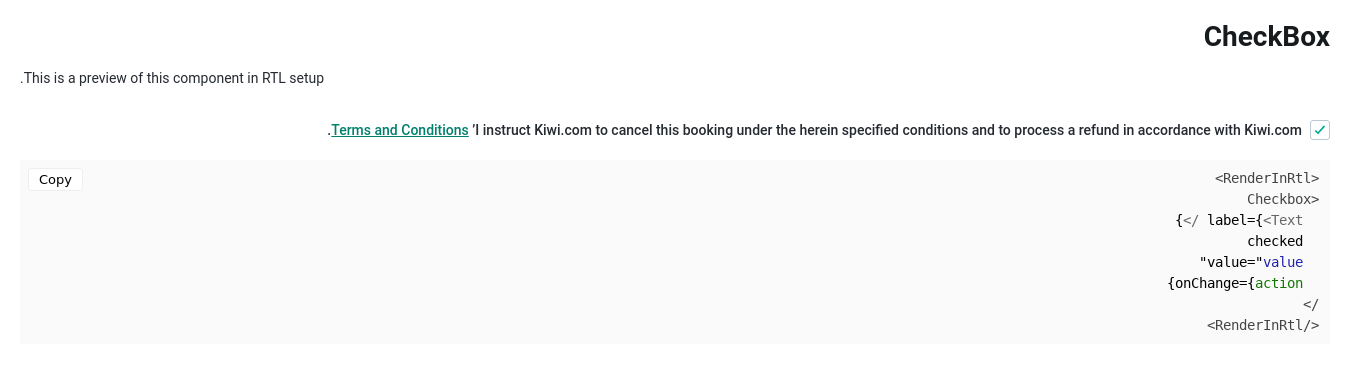 CheckBox
.This is a preview of this component in RTL setup
.Terms and Conditions ’I instruct Kiwi.com to cancel this booking under the herein specified conditions and to process a refund in accordance with Kiwi.com
Copy
<RenderInRtl>
Checkbox>
{</ label={<Text
checked
"value="value
{onChange={action
</
<RenderInRtl/>